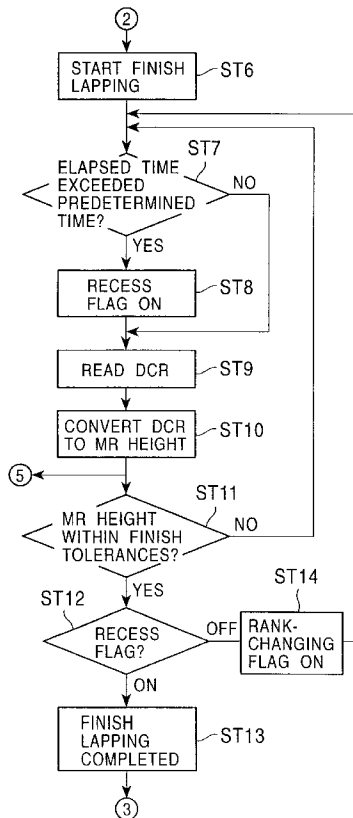 2
START FINISH
LAPPING
ST6
ELAPSED TIME
EXCEEDED
PREDETERMINED
TIME?
ST7
NO
YES
RECESS
FLAG ON
ST8
READ DCR
ST9
CONVERT DCR
TO MR HEIGHT
ST10
5
MR HEIGHT
WITHIN FINISH
TOLERANCES?
ST11
NO
YES
ST12
RECESS
FLAG?
OFF
ST14
RANK-
CHANGING
FLAG ON
ON
FINISH
LAPPING
COMPLETED
ST13
3